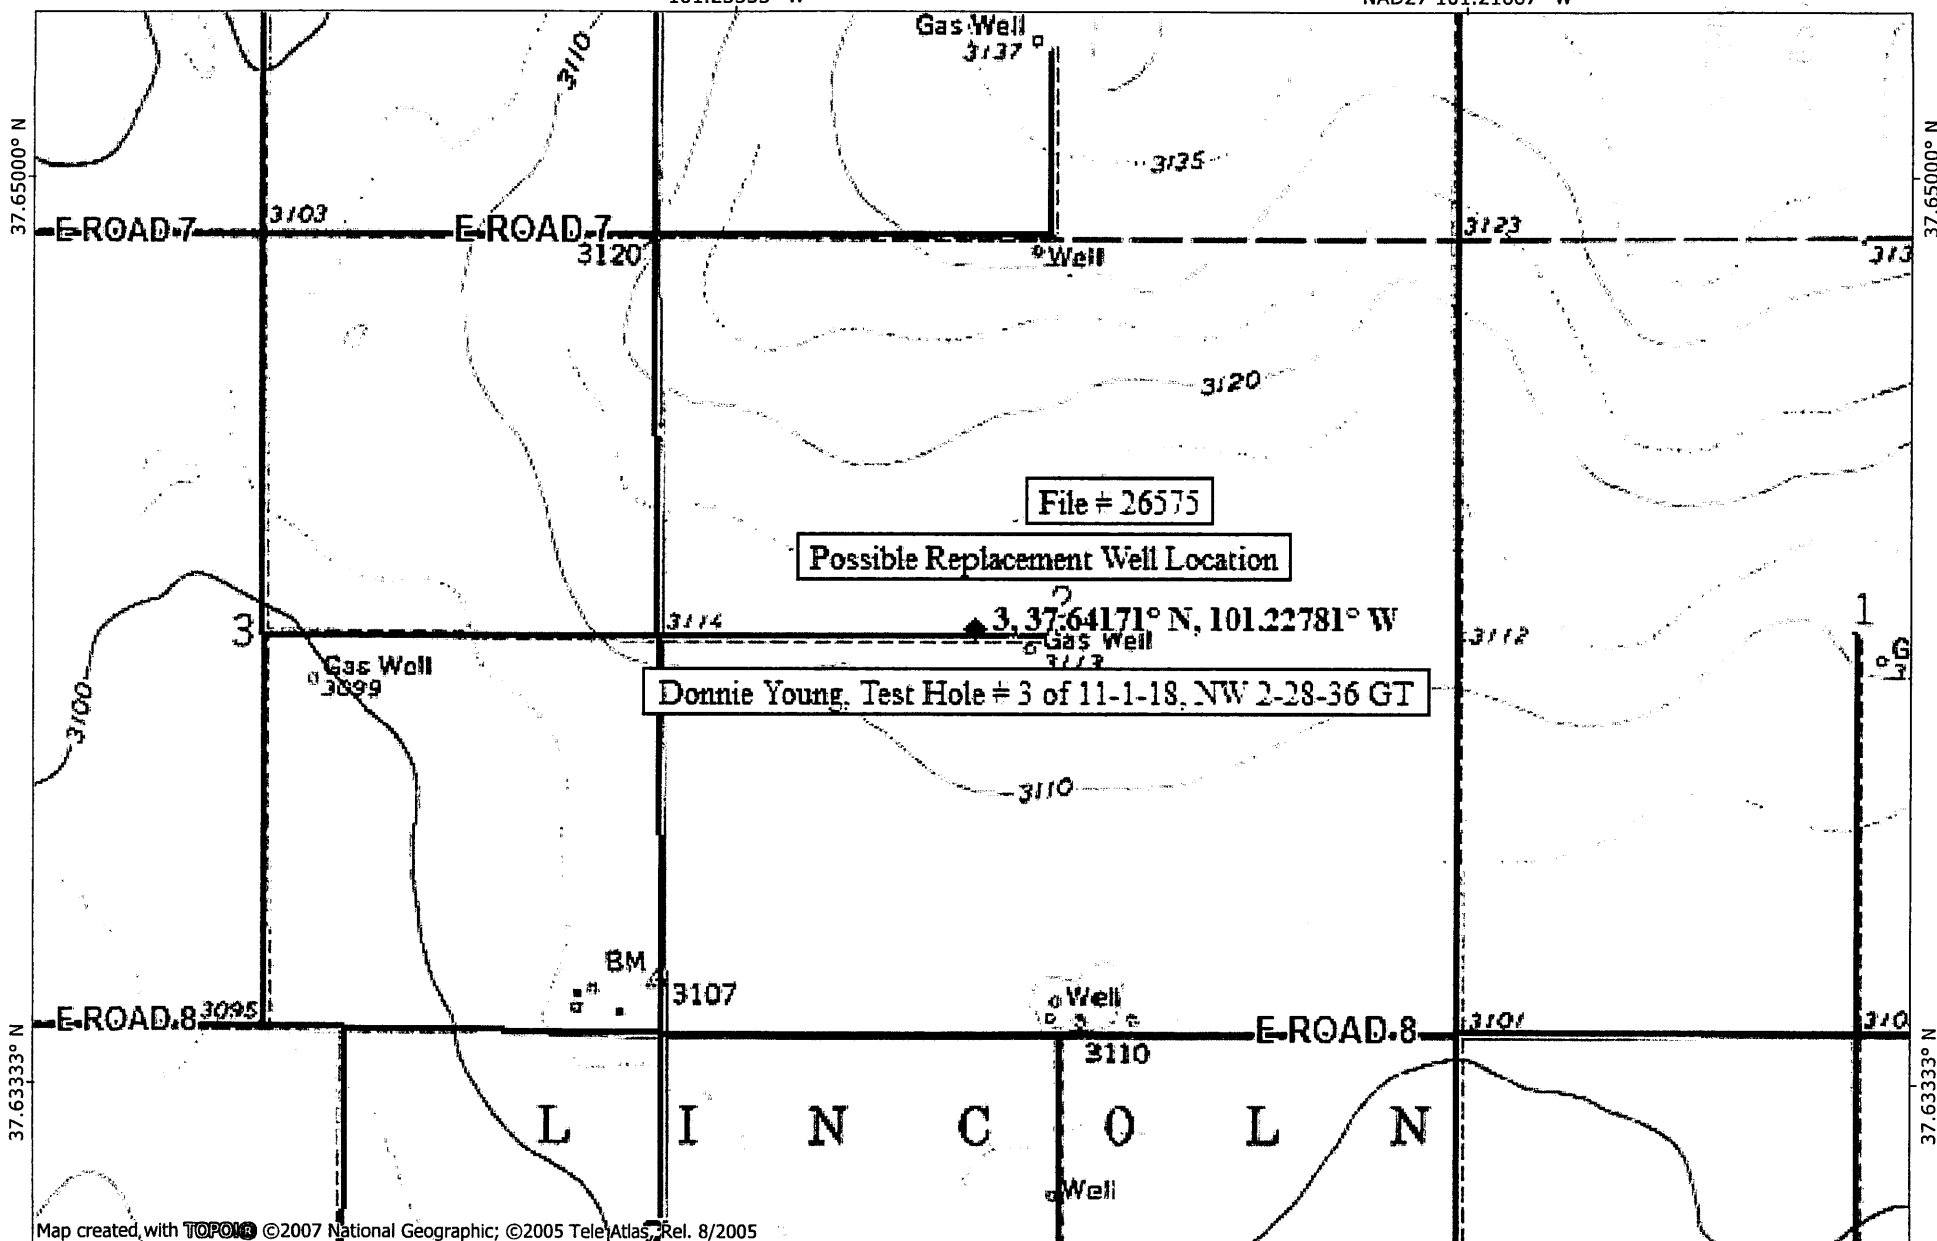 NAD27
Gas Well
3137
3110
37.65000° N
37.65000° N
3135
3103
E ROAD 7
E ROAD 7
3123
3120
Well
3120
File # 26575
Possible Replacement Well Location
2
3, 37.64171° N, 101.22781° W
3114
3112
1
3
Gas Well
3113
Gas Well
3099
3100
Donnie Young, Test Hole # 3 of 11-1-18, NW 2-28-36 GT
3110
BM
3107
Well
E ROAD 8
3095
E ROAD 8
3101
3110
37.63333° N
37.63333° N
L I N C O L N
Well
Map created with TOPO!® ©2007 National Geographic; ©2005 Tele Atlas, Rel. 8/2005